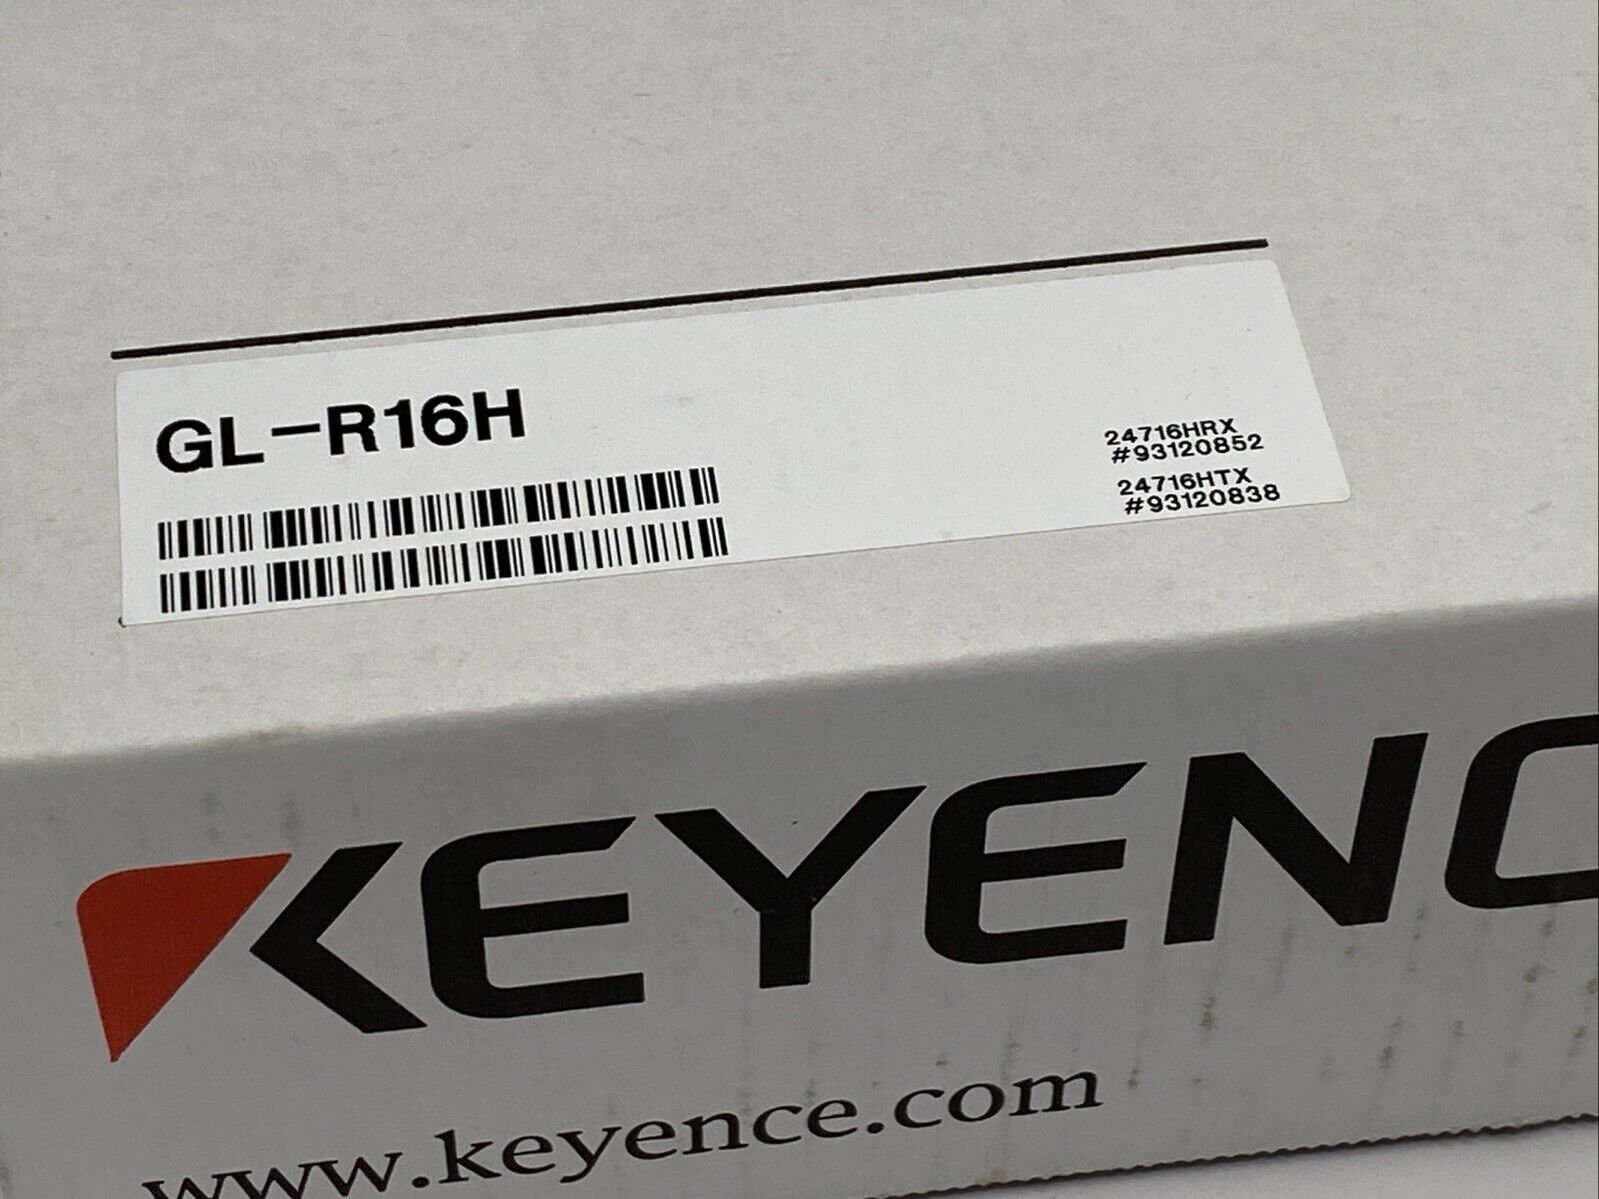 GL-R16H
24716HRX
#93120852
24716HTX
#93120838
KEYENC
www.keyence.com